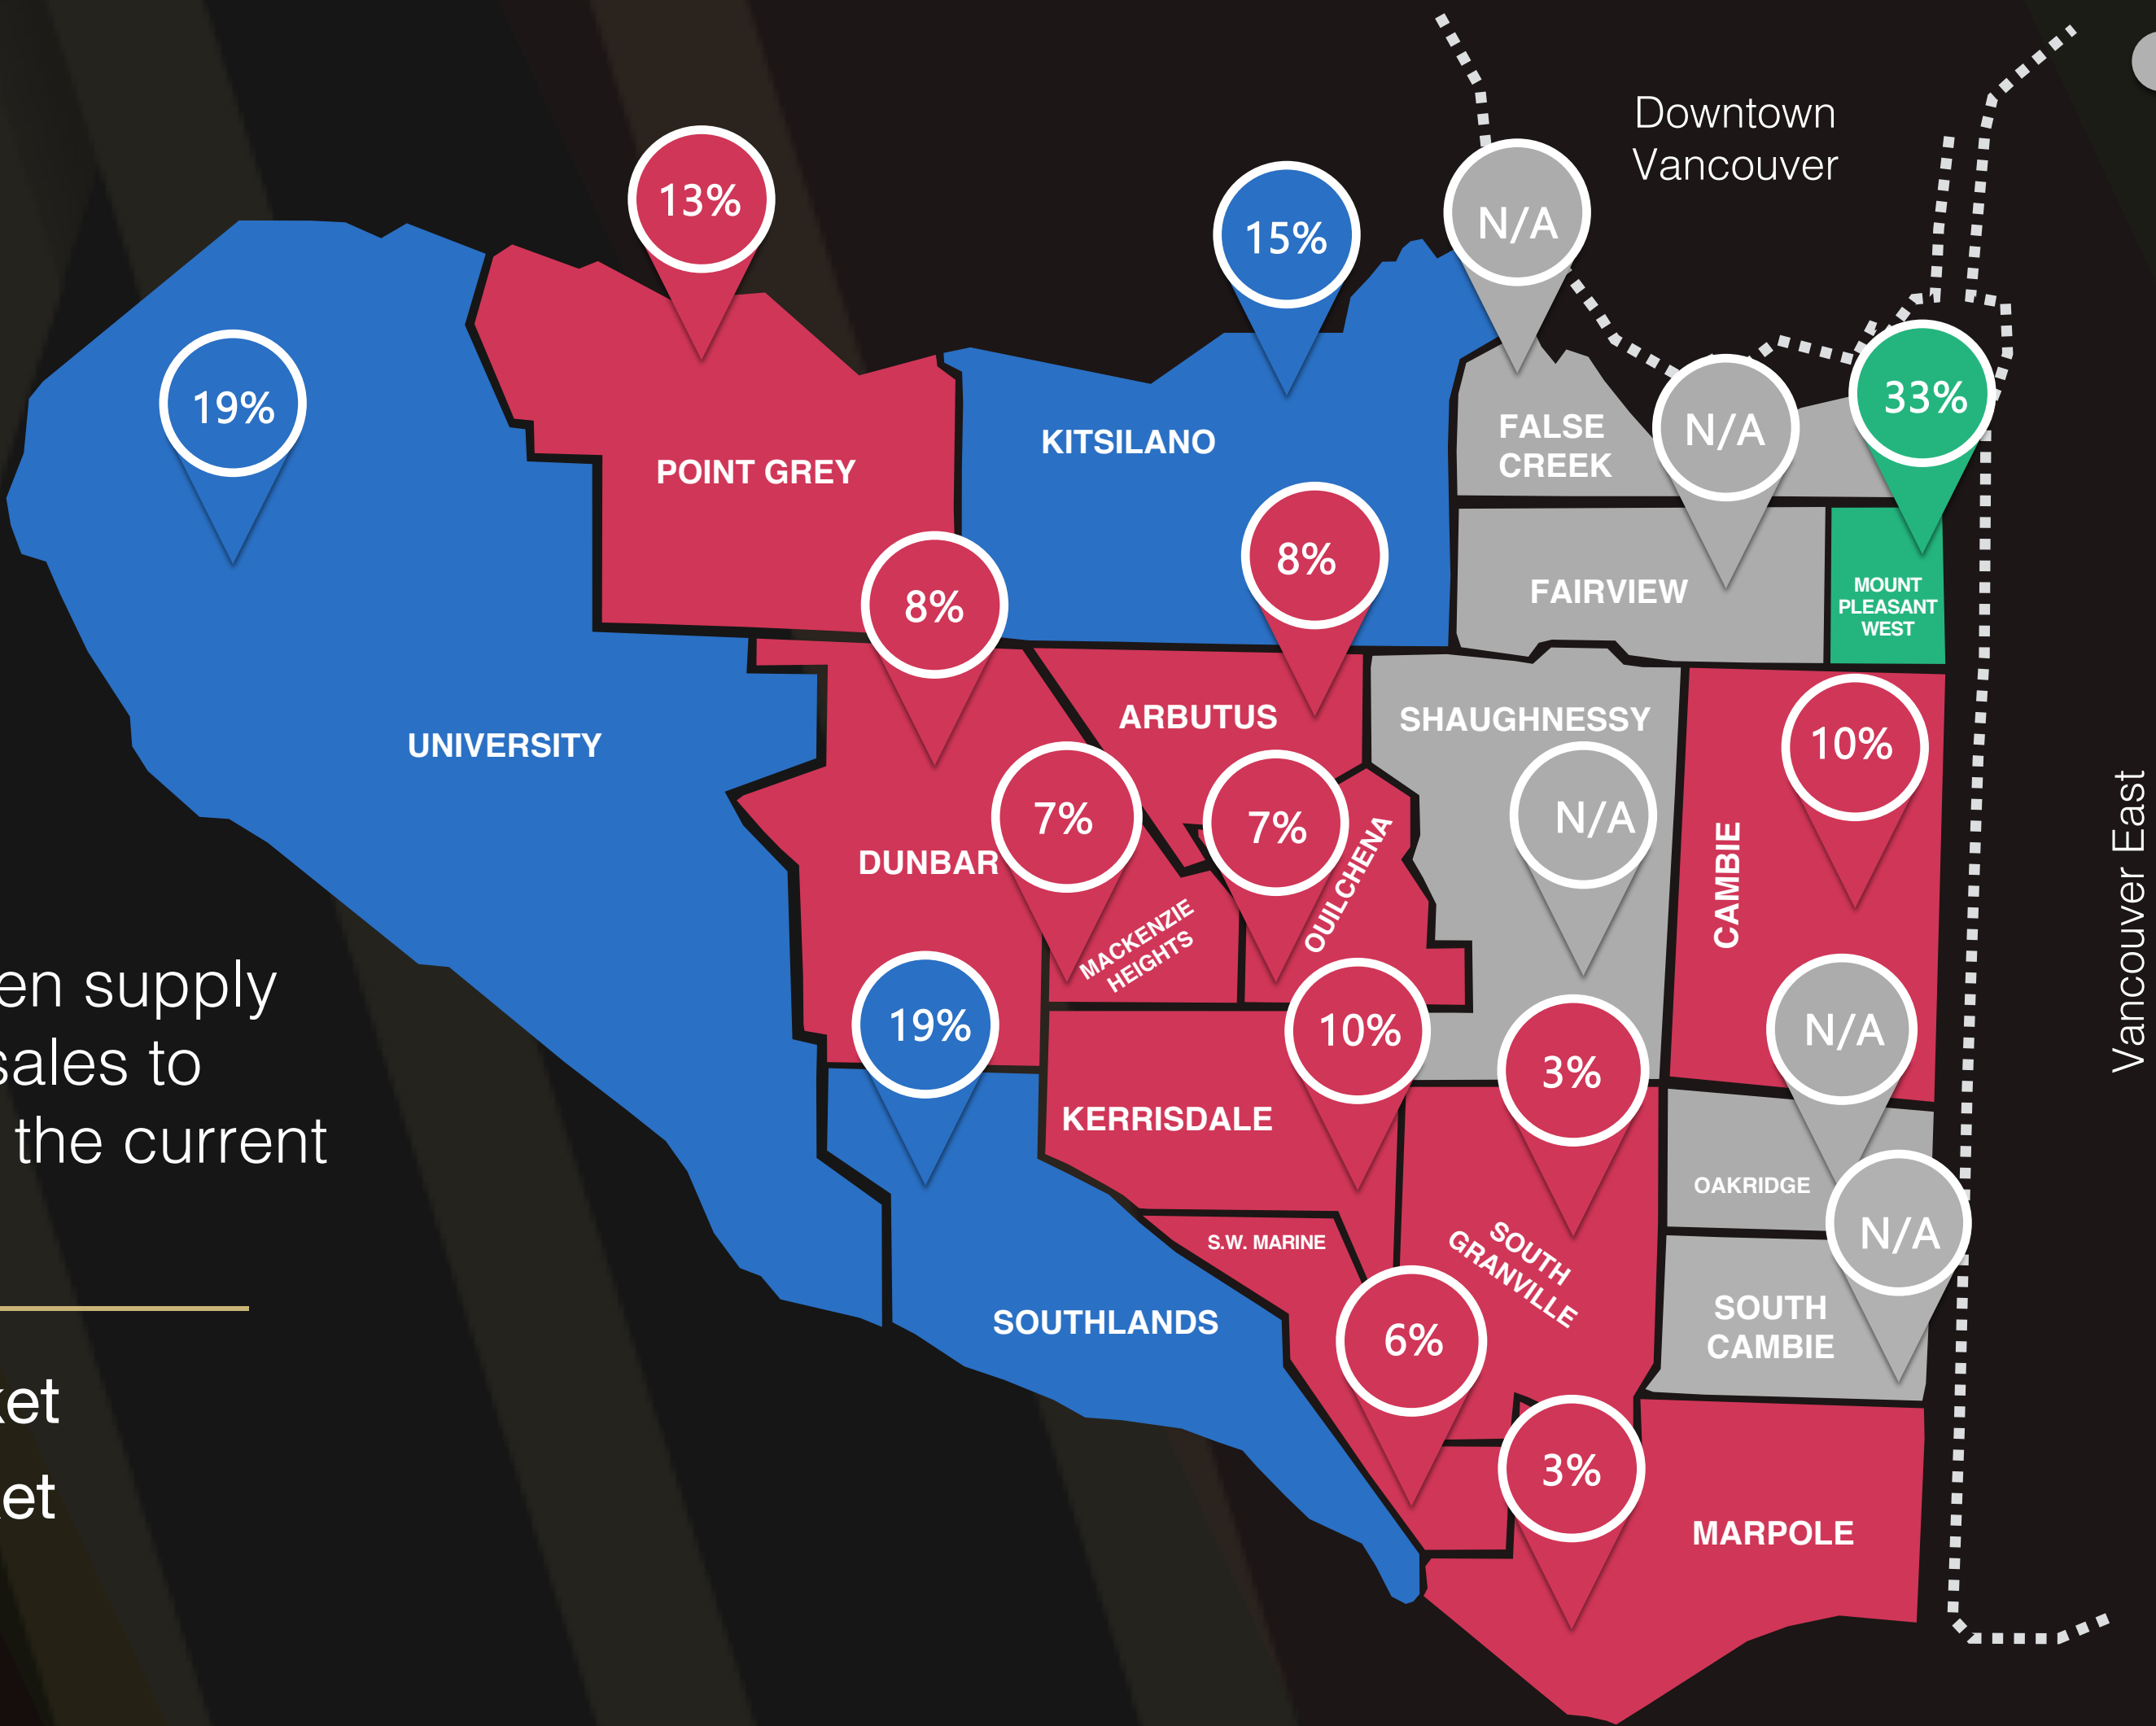 Downtown
Vancouver
13%
15%
N/A
19%
N/A
33%
FALSE
CREEK
KITSILANO
POINT GREY
8%
8%
FAIRVIEW
MOUNT
PLEASANT
WEST
ARBUTUS
SHAUGHNESSY
UNIVERSITY
10%
7%
7%
N/A
DUNBAR
QUILCHENA
CAMBIE
Vancouver East
MACKENZIE
HEIGHTS
en supply
sales to
the current
19%
10%
3%
N/A
KERRISDALE
OAKRIDGE
S.W. MARINE
SOUTH
GRANVILLE
N/A
SOUTHLANDS
SOUTH
CAMBIE
6%
ket
et
3%
MARPOLE